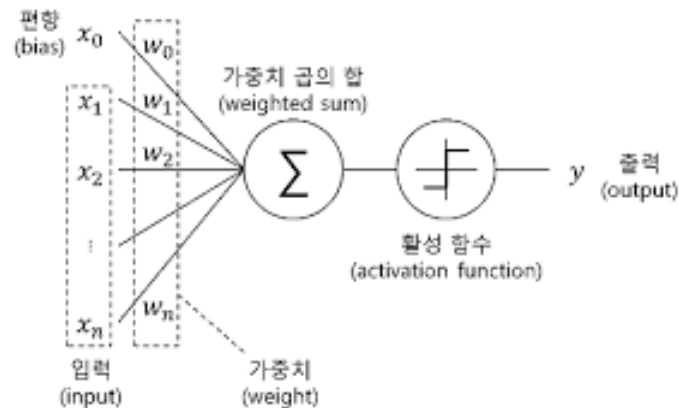 편향
(bias)
x₀
w₀
x₁
w₁
x₂
w₂
⋮
xₙ
wₙ
입력
(input)
가중치
(weight)
가중치 곱의 합
(weighted sum)
Σ
활성 함수
(activation function)
y
출력
(output)